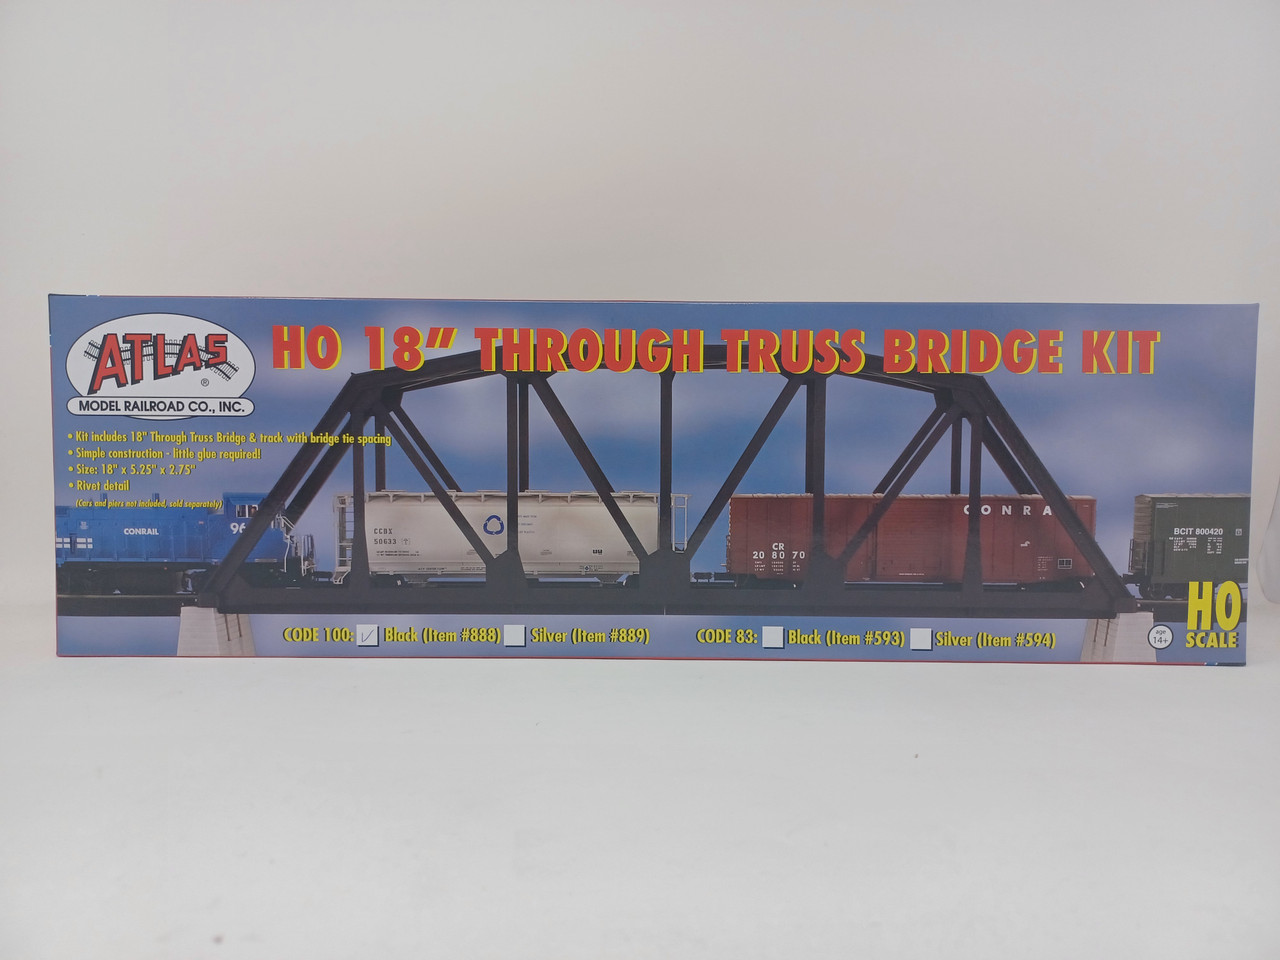 ATLAS
®
MODEL RAILROAD CO., INC.
HO 18" THROUGH TRUSS BRIDGE KIT
• Kit includes 18" Through Truss Bridge & track with bridge tie spacing
• Simple construction - little glue required!
• Size: 18" x 5.25" x 2.75"
• Rivet detail
(Cars and piers not included, sold separately)
CONRAIL
96
CCBX
50633
CONRA
CR
208070
BCIT 800420
CODE 100: Black (Item #888) Silver (Item #889) CODE 83: Black (Item #593) Silver (Item #594)
age
14+
HO
SCALE